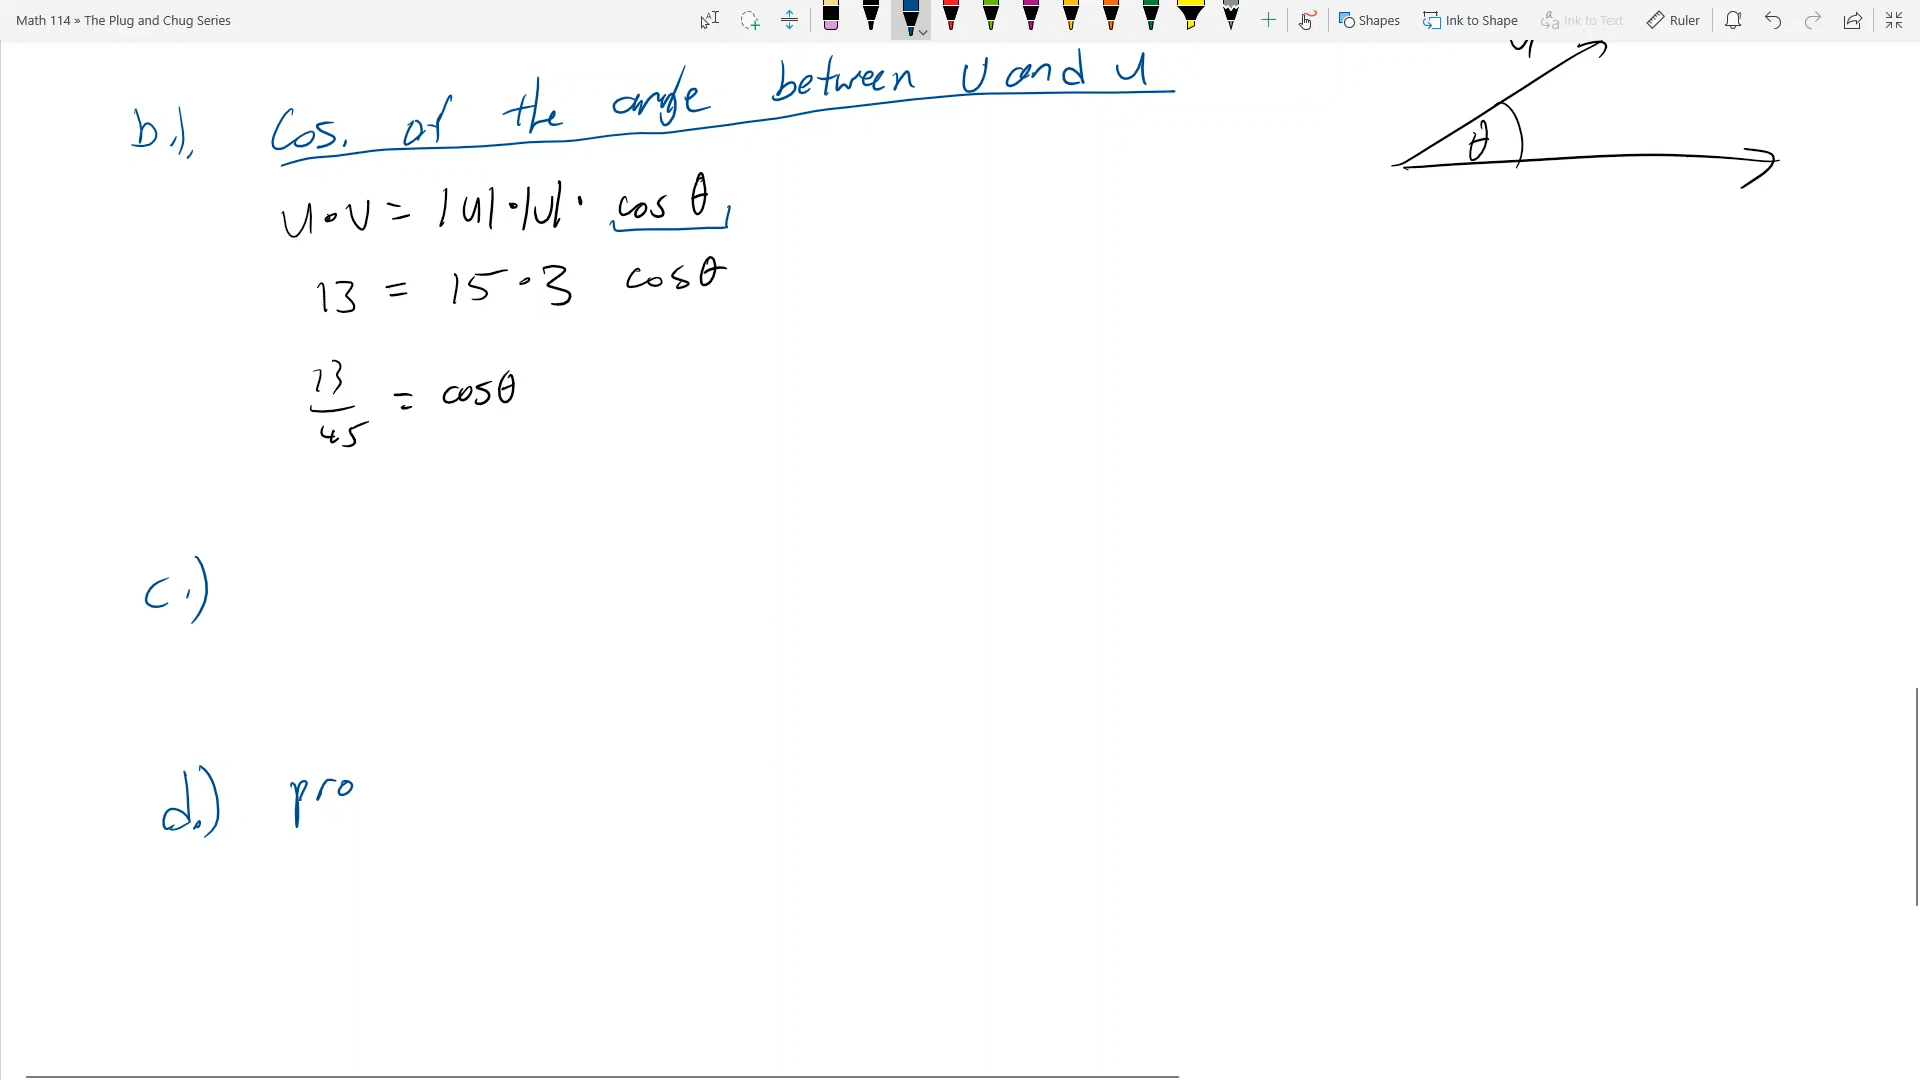 Math 114 » The Plug and Chug Series
Shapes
Ink to Shape
Ink to Text
Ruler
b.). Cos. of the angle between v and u
u • v = |u| • |v| • cos θ
13 = 15 • 3 cos θ
13/45 = cos θ
θ
c.)
d.) pro